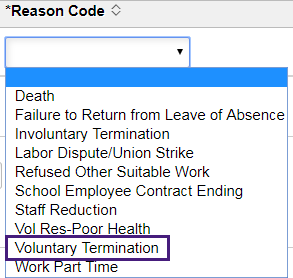 *Reason Code
Death
Failure to Return from Leave of Absence
Involuntary Termination
Labor Dispute/Union Strike
Refused Other Suitable Work
School Employee Contract Ending
Staff Reduction
Vol Res-Poor Health
Voluntary Termination
Work Part Time